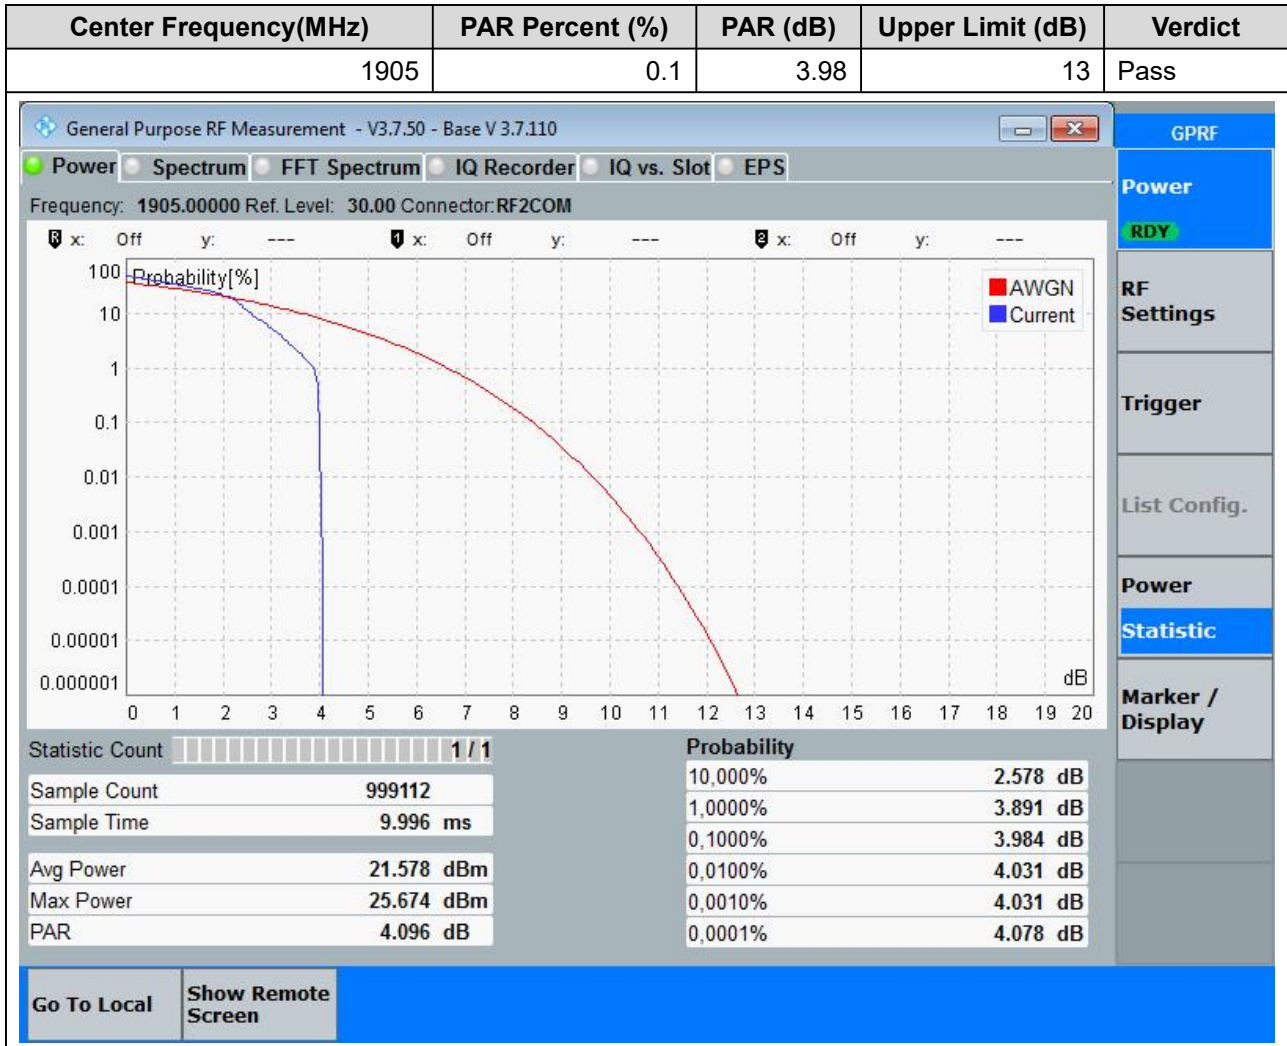 Center Frequency(MHz) PAR Percent (%) PAR (dB) Upper Limit (dB) Verdict
1905 0.1 3.98 13 Pass
General Purpose RF Measurement - V3.7.50 - Base V 3.7.110
GPRF
Power Spectrum FFT Spectrum IQ Recorder IQ vs. Slot EPS
Frequency: 1905.00000 Ref. Level: 30.00 Connector:RF2COM
R x: Off y: --- 1 x: Off y: --- 2 x: Off y: ---
Probability[%]
100
10
1
0.1
0.01
0.001
0.0001
0.00001
0.000001
AWGN
Current
dB
0 1 2 3 4 5 6 7 8 9 10 11 12 13 14 15 16 17 18 19 20
Statistic Count 1 / 1
Sample Count 999112
Sample Time 9.996 ms
Avg Power 21.578 dBm
Max Power 25.674 dBm
PAR 4.096 dB
Probability
10,000% 2.578 dB
1,0000% 3.891 dB
0,1000% 3.984 dB
0,0100% 4.031 dB
0,0010% 4.031 dB
0,0001% 4.078 dB
Power
RDY
RF
Settings
Trigger
List Config.
Power
Statistic
Marker /
Display
Go To Local
Show Remote
Screen